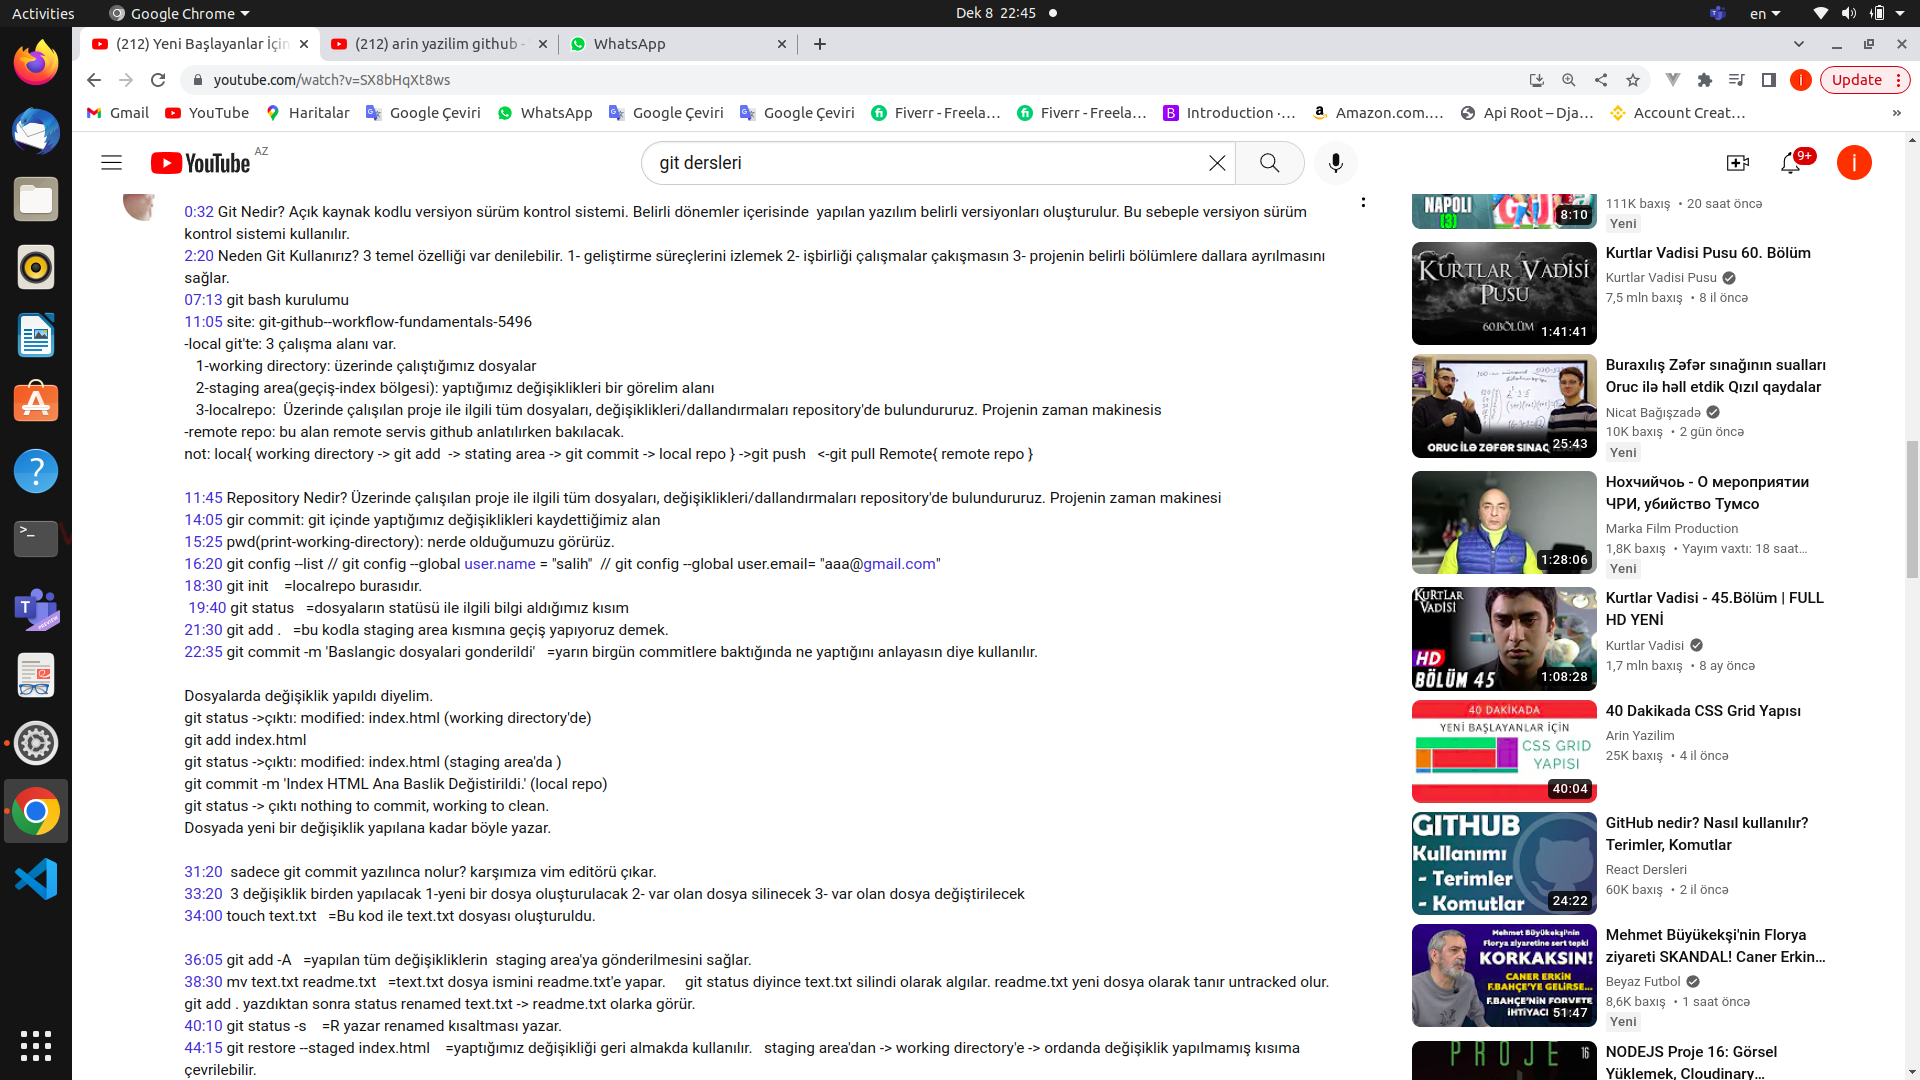 Activities
Google Chrome
Dek 8 22:45
en
(212) Yeni Başlayanlar İçin
(212) arin yazilim github -
WhatsApp
youtube.com/watch?v=SX8bHqXt8ws
Update
Gmail
YouTube
Haritalar
Google Çeviri
WhatsApp
Google Çeviri
Google Çeviri
Fiverr - Freela…
Fiverr - Freela…
Introduction ·…
Amazon.com.…
Api Root – Dja…
Account Creat…
»
YouTube AZ
git dersleri
9+
i
0:32 Git Nedir? Açık kaynak kodlu versiyon sürüm kontrol sistemi. Belirli dönemler içerisinde  yapılan yazılım belirli versiyonları oluşturulur. Bu sebeple versiyon sürüm
kontrol sistemi kullanılır.
2:20 Neden Git Kullanırız? 3 temel özelliği var denilebilir. 1- geliştirme süreçlerini izlemek 2- işbirliği çalışmalar çakışmasın 3- projenin belirli bölümlere dallara ayrılmasını
sağlar.
07:13 git bash kurulumu
11:05 site: git-github--workflow-fundamentals-5496
-local git'te: 3 çalışma alanı var.
1-working directory: üzerinde çalıştığımız dosyalar
2-staging area(geçiş-index bölgesi): yaptığımız değişiklikleri bir görelim alanı
3-localrepo:  Üzerinde çalışılan proje ile ilgili tüm dosyaları, değişiklikleri/dallandırmaları repository'de bulundururuz. Projenin zaman makinesis
-remote repo: bu alan remote servis github anlatılırken bakılacak.
not: local{ working directory -> git add  -> stating area -> git commit -> local repo } ->git push   <-git pull Remote{ remote repo }
11:45 Repository Nedir? Üzerinde çalışılan proje ile ilgili tüm dosyaları, değişiklikleri/dallandırmaları repository'de bulundururuz. Projenin zaman makinesi
14:05 gir commit: git içinde yaptığımız değişiklikleri kaydettiğimiz alan
15:25 pwd(print-working-directory): nerde olduğumuzu görürüz.
16:20 git config --list // git config --global user.name = "salih"  // git config --global user.email= "aaa@gmail.com"
18:30 git init    =localrepo burasıdır.
19:40 git status   =dosyaların statüsü ile ilgili bilgi aldığımız kısım
21:30 git add .   =bu kodla staging area kısmına geçiş yapıyoruz demek.
22:35 git commit -m 'Baslangic dosyalari gonderildi'   =yarın birgün commitlere baktığında ne yaptığını anlayasın diye kullanılır.
Dosyalarda değişiklik yapıldı diyelim.
git status ->çıktı: modified: index.html (working directory'de)
git add index.html
git status ->çıktı: modified: index.html (staging area'da )
git commit -m 'Index HTML Ana Baslik Değistirildi.' (local repo)
git status -> çıktı nothing to commit, working to clean.
Dosyada yeni bir değişiklik yapılana kadar böyle yazar.
31:20  sadece git commit yazılınca nolur? karşımıza vim editörü çıkar.
33:20  3 değişiklik birden yapılacak 1-yeni bir dosya oluşturulacak 2- var olan dosya silinecek 3- var olan dosya değiştirilecek
34:00 touch text.txt   =Bu kod ile text.txt dosyası oluşturuldu.
36:05 git add -A   =yapılan tüm değişikliklerin  staging area'ya gönderilmesini sağlar.
38:30 mv text.txt readme.txt   =text.txt dosya ismini readme.txt'e yapar.     git status diyince text.txt silindi olarak algılar. readme.txt yeni dosya olarak tanır untracked olur.
git add . yazdıktan sonra status renamed text.txt -> readme.txt olarka görür.
40:10 git status -s    =R yazar renamed kısaltması yazar.
44:15 git restore --staged index.html    =yaptığımız değişikliği geri almakda kullanılır.   staging area'dan -> working directory'e -> ordanda değişiklik yapılmamış kısıma
çevrilebilir.
NAPOLI
(3)
8:10
111K baxış • 20 saat öncə
Yeni
KURTLAR VADİSİ
PUSU
60.BÖLÜM
1:41:41
Kurtlar Vadisi Pusu 60. Bölüm
Kurtlar Vadisi Pusu
7,5 mln baxış • 8 il öncə
ORUC İLƏ ZƏFƏR SINAĞ
25:43
Buraxılış Zəfər sınağının sualları
Oruc ilə həll etdik Qızıl qaydalar
Nicat Bağışzadə
10K baxış • 2 gün öncə
Yeni
1:28:06
Нохчийчоь - О мероприятии
ЧРИ, убийство Тумсо
Marka Film Production
1,8K baxış • Yayım vaxtı: 18 saat…
Yeni
KURTLAR
VADİSİ
HD
BÖLÜM 45
1:08:28
Kurtlar Vadisi - 45.Bölüm | FULL
HD YENİ
Kurtlar Vadisi
1,7 mln baxış • 8 ay öncə
40 DAKİKADA
YENİ BAŞLAYANLAR İÇİN
CSS GRID
YAPISI
40:04
40 Dakikada CSS Grid Yapısı
Arin Yazilim
25K baxış • 4 il öncə
GITHUB
Kullanımı
- Terimler
- Komutlar
24:22
GitHub nedir? Nasıl kullanılır?
Terimler, Komutlar
React Dersleri
60K baxış • 2 il öncə
Mehmet Büyükekşi'nin
Florya ziyaretine sert tepki
KORKAKSIN!
CANER ERKİN
F.BAHÇE'YE GELİRSE...
F.BAHÇE'NİN FORVETE
İHTİYACI
51:47
Mehmet Büyükekşi'nin Florya
ziyareti SKANDAL! Caner Erkin…
Beyaz Futbol
8,6K baxış • 1 saat öncə
Yeni
PROJE 16
NODEJS Proje 16: Görsel
Yüklemek, Cloudinary…